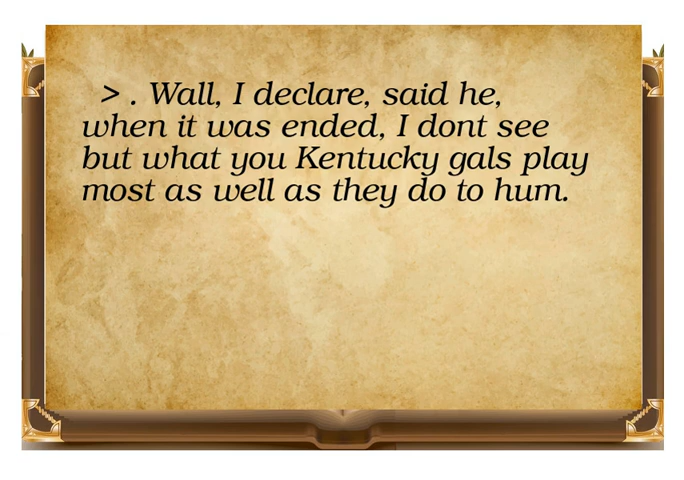 > . Wall, I declare, said he,
when it was ended, I dont see
but what you Kentucky gals play
most as well as they do to hum.